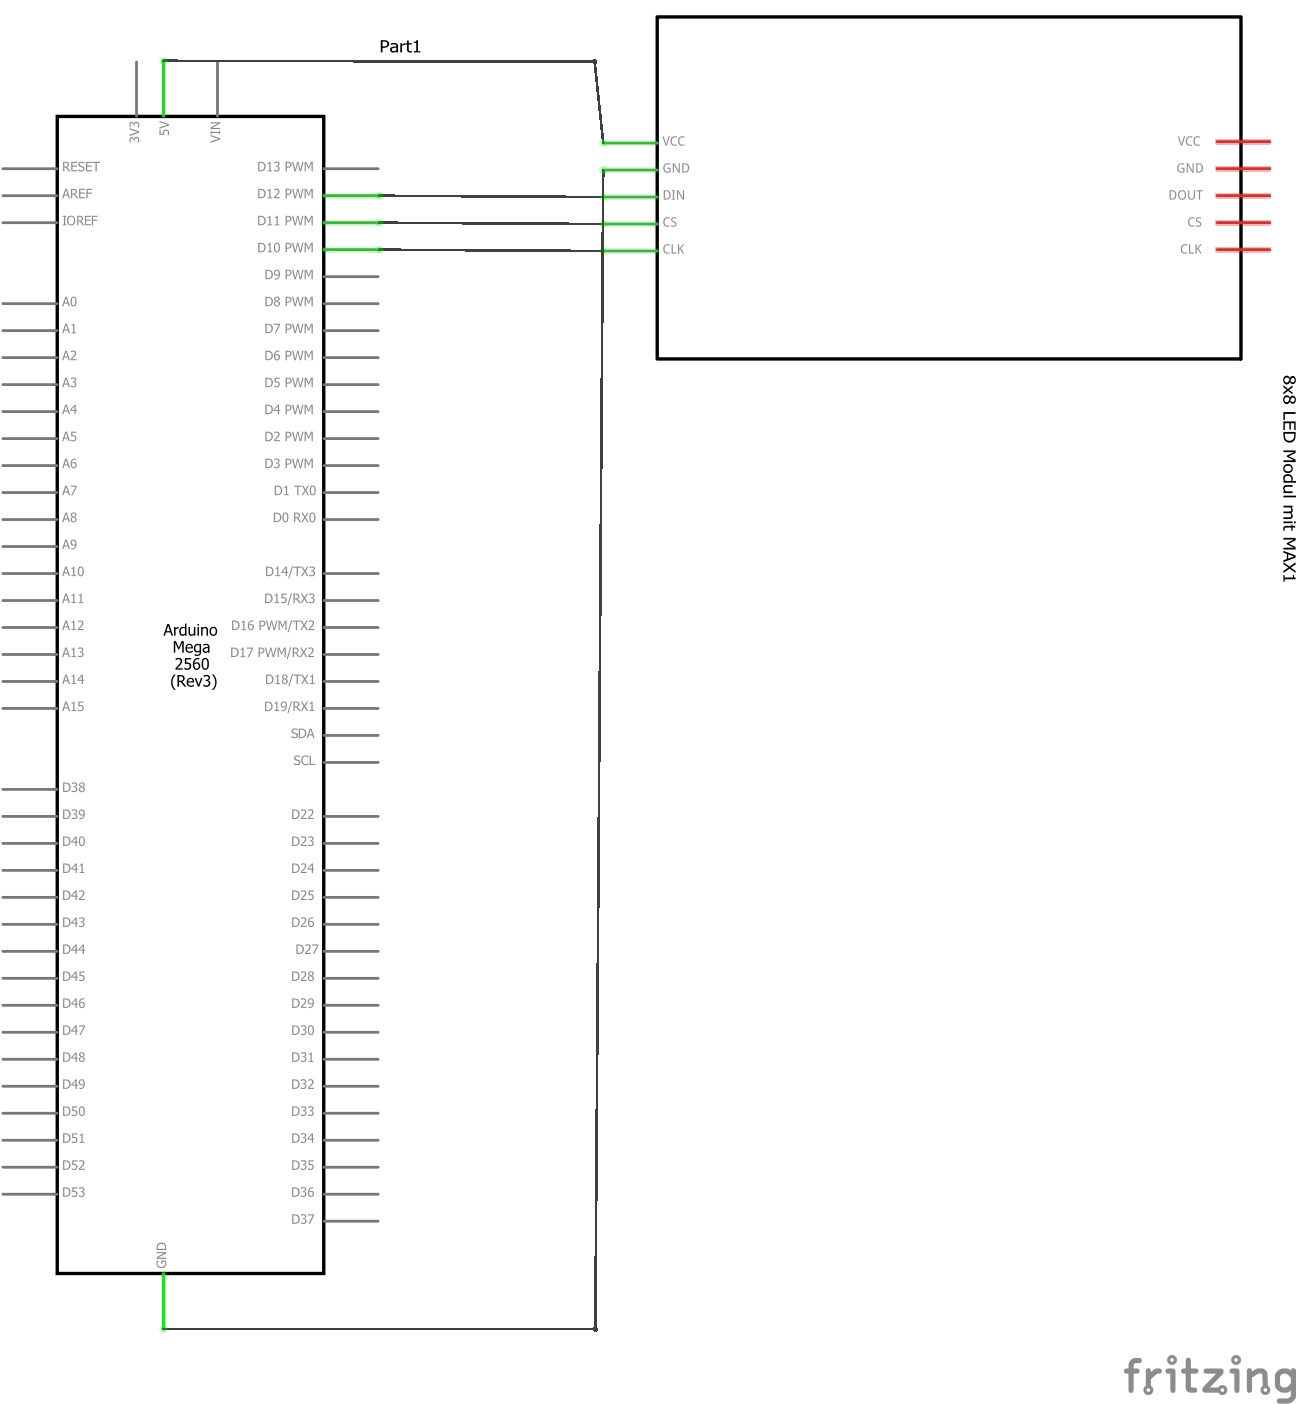 Part1
3V3
5V
VIN
RESET
AREF
IOREF
A0
A1
A2
A3
A4
A5
A6
A7
A8
A9
A10
A11
A12
A13
A14
A15
D38
D39
D40
D41
D42
D43
D44
D45
D46
D47
D48
D49
D50
D51
D52
D53
Arduino
Mega
2560
(Rev3)
D13 PWM
D12 PWM
D11 PWM
D10 PWM
D9 PWM
D8 PWM
D7 PWM
D6 PWM
D5 PWM
D4 PWM
D2 PWM
D3 PWM
D1 TX0
D0 RX0
D14/TX3
D15/RX3
D16 PWM/TX2
D17 PWM/RX2
D18/TX1
D19/RX1
SDA
SCL
D22
D23
D24
D25
D26
D27
D28
D29
D30
D31
D32
D33
D34
D35
D36
D37
GND
VCC
GND
DIN
CS
CLK
VCC
GND
DOUT
CS
CLK
8x8 LED Modul mit MAX1
fritzing